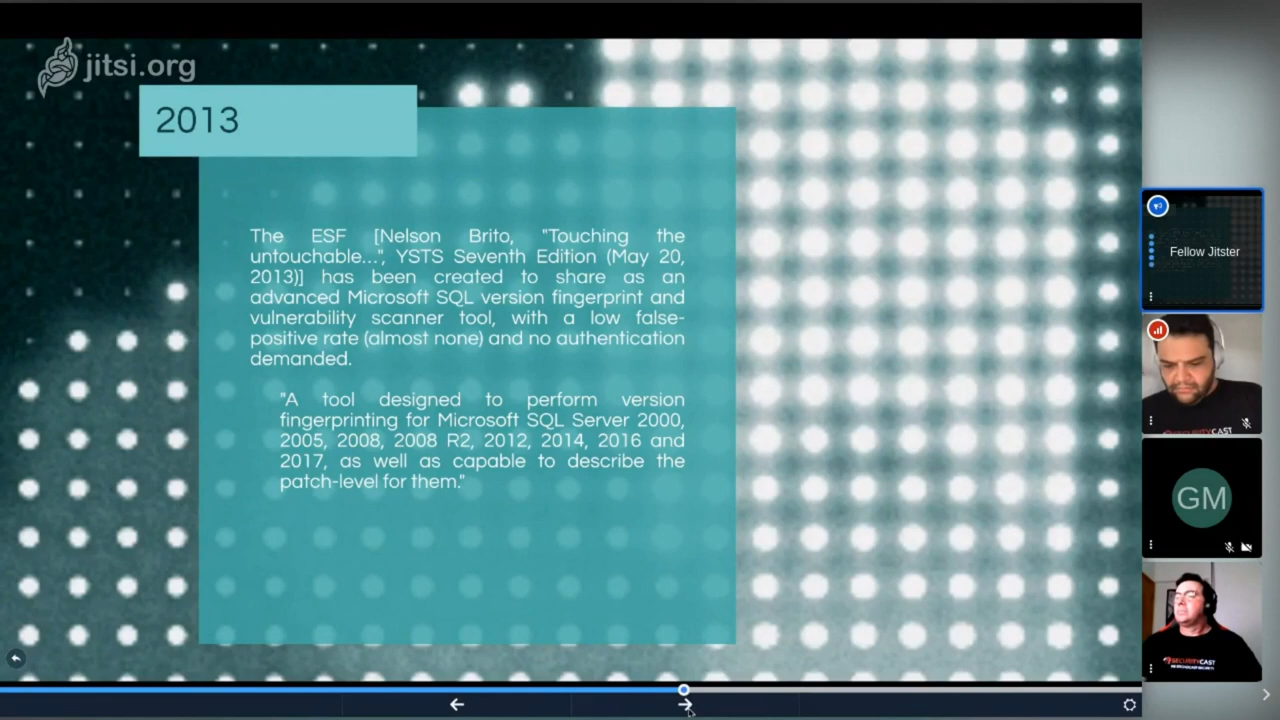 jitsi.org
2013
The ESF [Nelson Brito, "Touching the
untouchable...", YSTS Seventh Edition (May 20,
2013)] has been created to share as an
advanced Microsoft SQL version fingerprint and
vulnerability scanner tool, with a low false-
positive rate (almost none) and no authentication
demanded.
"A tool designed to perform version
fingerprinting for Microsoft SQL Server 2000,
2005, 2008, 2008 R2, 2012, 2014, 2016 and
2017, as well as capable to describe the
patch-level for them."
Fellow Jitster
GM
SECURITYCAST